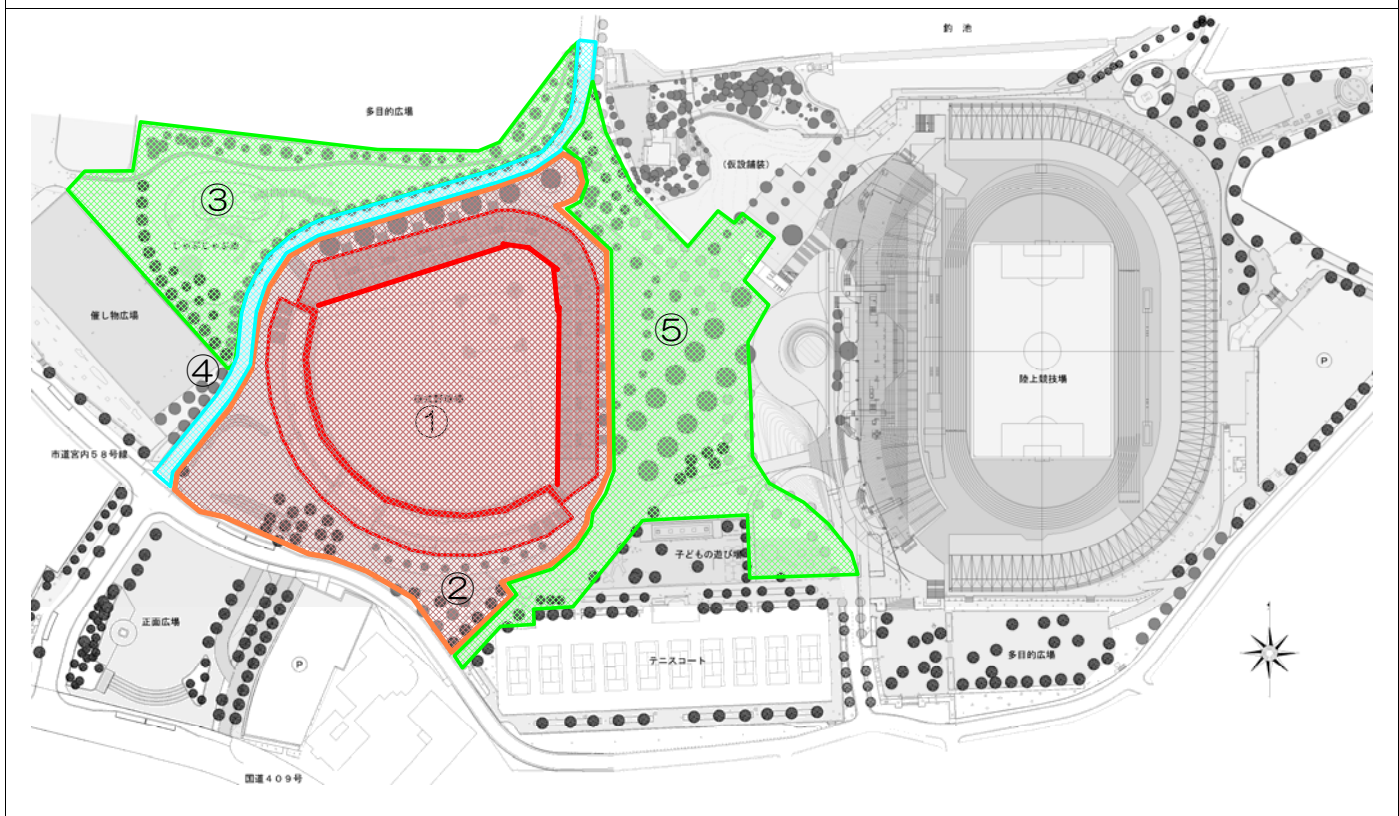 釣 池
多目的広場
(仮設舗装)
③
しゃぶしゃぶ池
催し物広場
⑤
④
P
陸上競技場
①
市道宮内58号線
子どもの遊び場
②
正面広場
P
テニスコート
多目的広場
国道409号